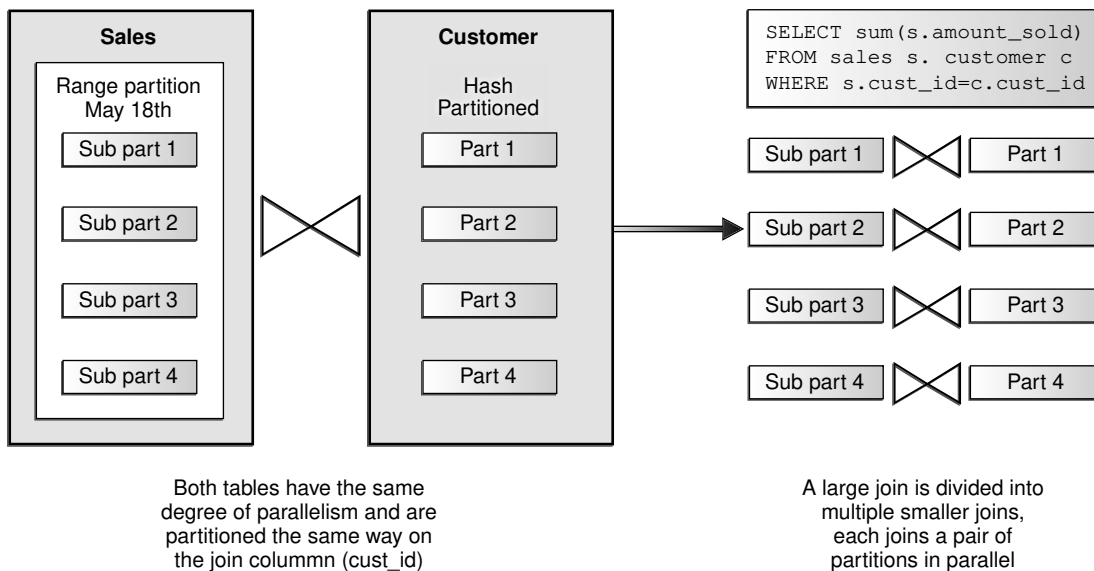 Sales
Range partition
May 18th
Sub part 1
Sub part 2
Sub part 3
Sub part 4
Customer
Hash
Partitioned
Part 1
Part 2
Part 3
Part 4
SELECT sum(s.amount_sold)
FROM sales s. customer c
WHERE s.cust_id=c.cust_id
Sub part 1
Part 1
Sub part 2
Part 2
Sub part 3
Part 3
Sub part 4
Part 4
Both tables have the same
degree of parallelism and are
partitioned the same way on
the join colummn (cust_id)
A large join is divided into
multiple smaller joins,
each joins a pair of
partitions in parallel